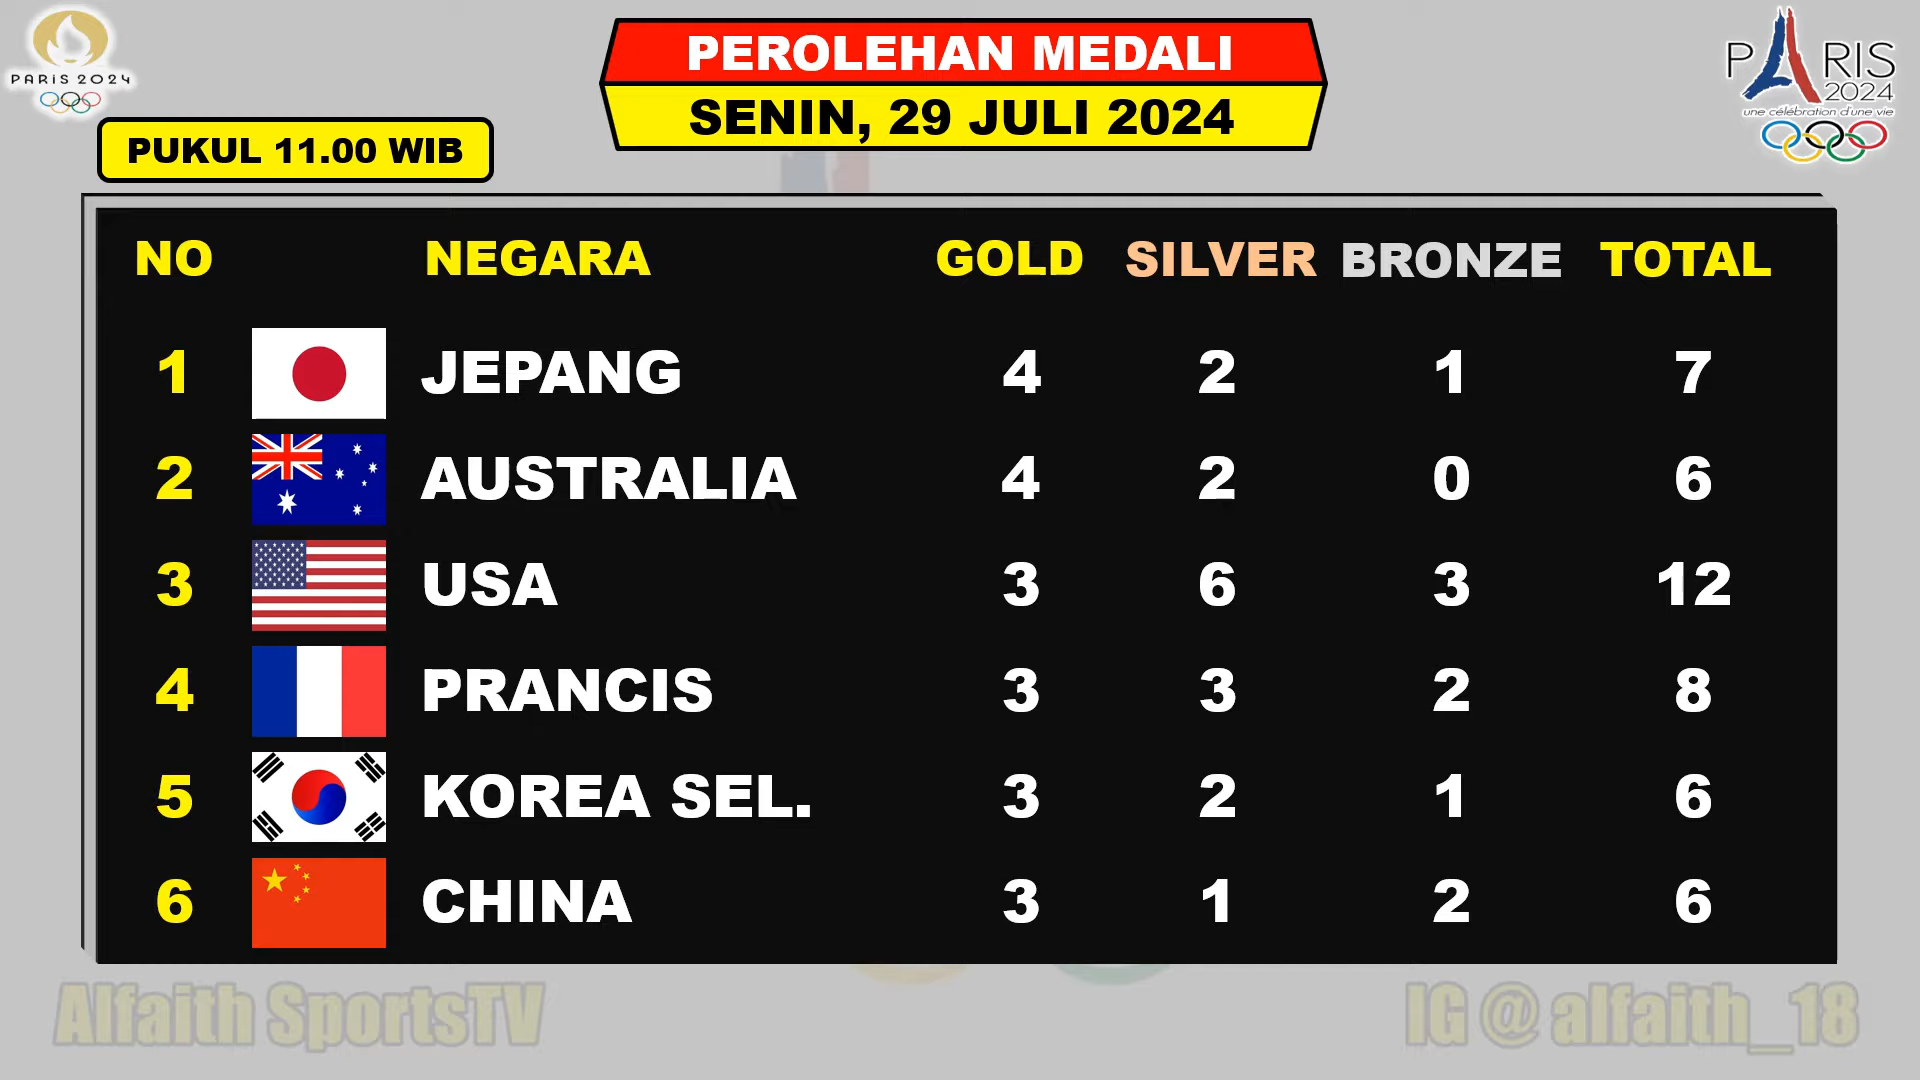 PARIS 2024
PEROLEHAN MEDALI
SENIN, 29 JULI 2024
PARIS
2024
une célébration d'une vie
PUKUL 11.00 WIB
NO NEGARA GOLD SILVER BRONZE TOTAL
1 JEPANG 4 2 1 7
2 AUSTRALIA 4 2 0 6
3 USA 3 6 3 12
4 PRANCIS 3 3 2 8
5 KOREA SEL. 3 2 1 6
6 CHINA 3 1 2 6
Alfaith SportsTV
IG @ alfaith_18